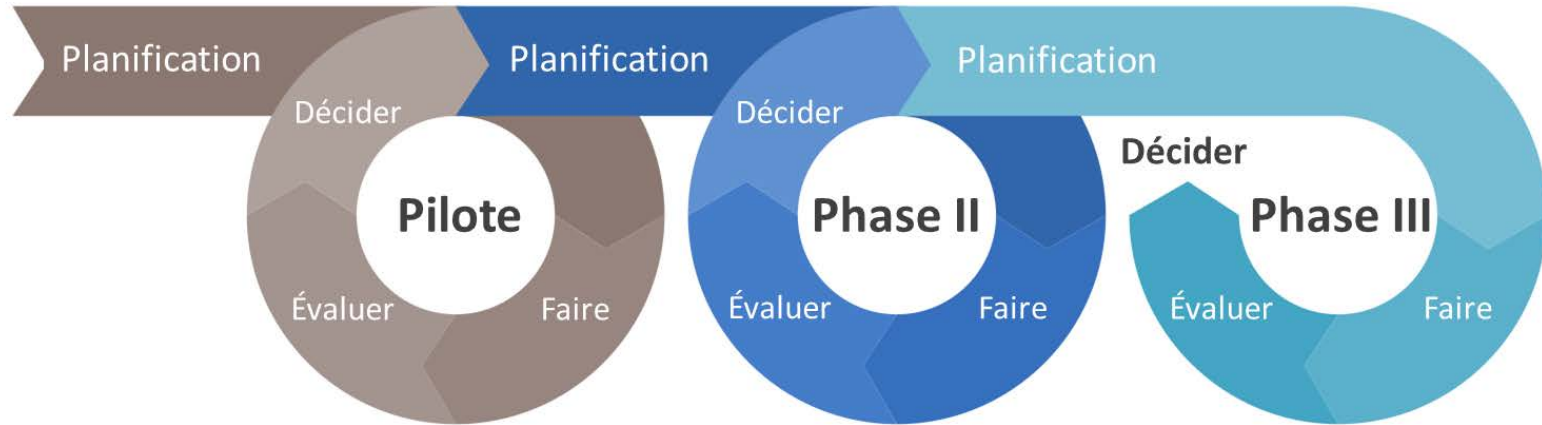 Planification
Planification
Planification
Décider
Décider
Décider
Pilote
Phase II
Phase III
Évaluer
Faire
Évaluer
Faire
Évaluer
Faire